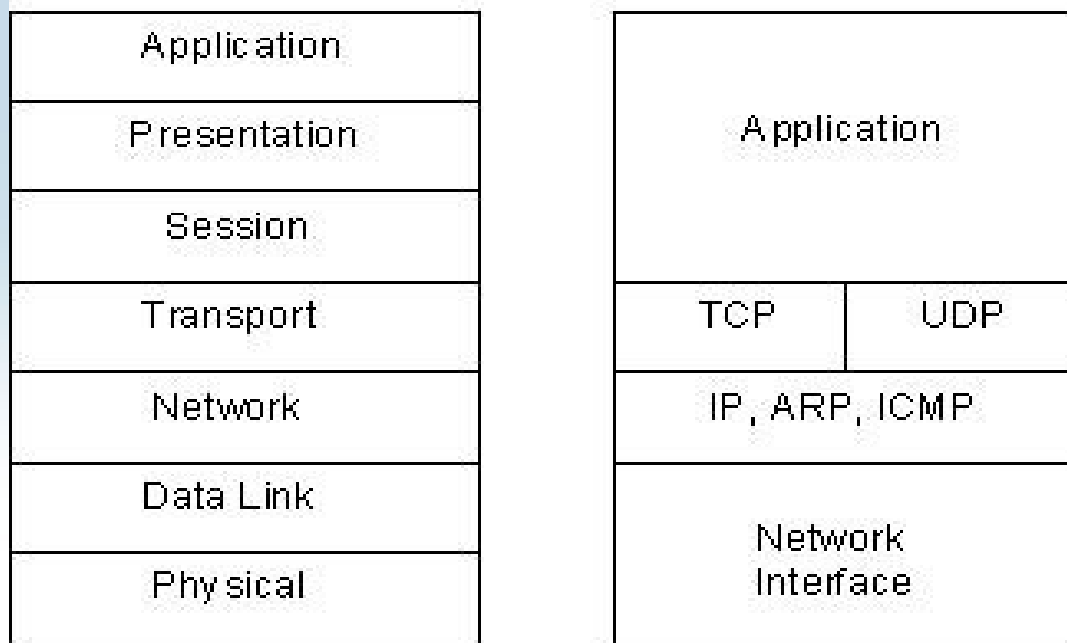 Application
Presentation
Session
Transport
Network
Data Link
Physical
Application
TCP UDP
IP, ARP, ICMP
Network
Interface